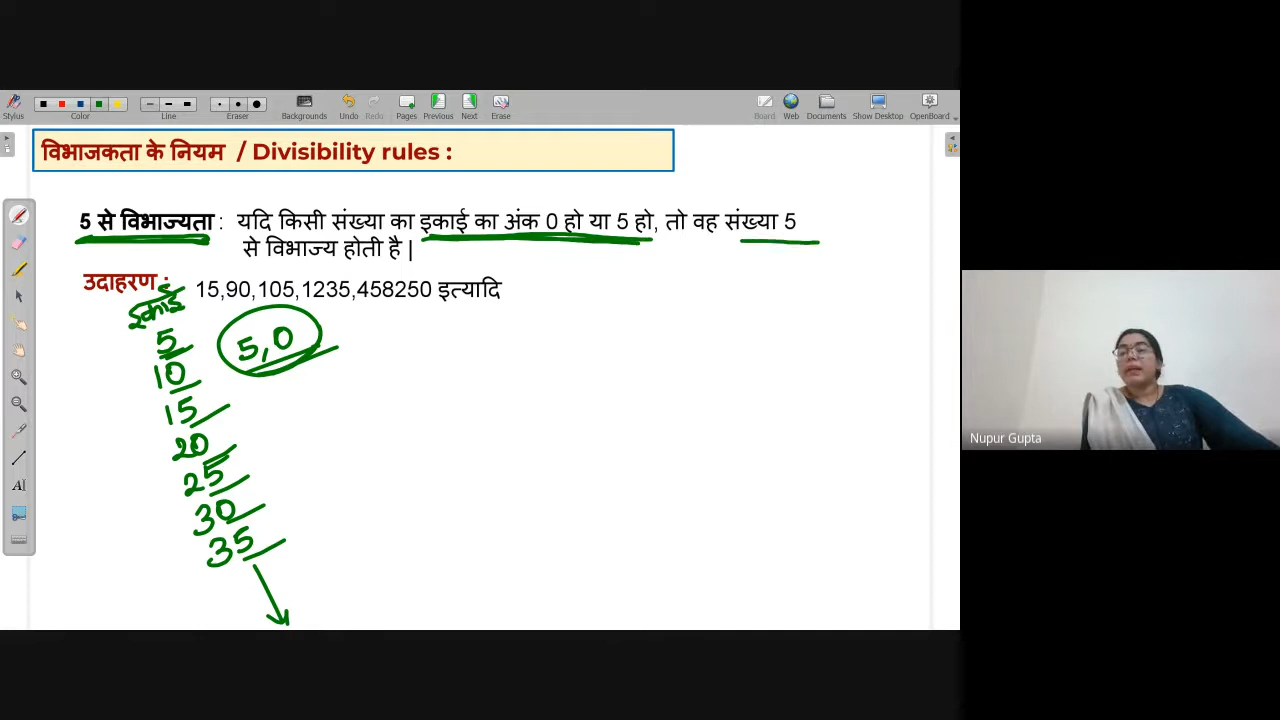 Stylus Color Line Eraser Backgrounds Undo Redo Pages Previous Next Erase Board Web Documents Show Desktop OpenBoard
विभाजकता के नियम / Divisibility rules :
5 से विभाज्यता : यदि किसी संख्या का इकाई का अंक 0 हो या 5 हो, तो वह संख्या 5
से विभाज्य होती है |
उदाहरण :
15,90,105,1235,458250 इत्यादि
इकाई
5
5,0
10
15
20
25
30
35
Nupur Gupta